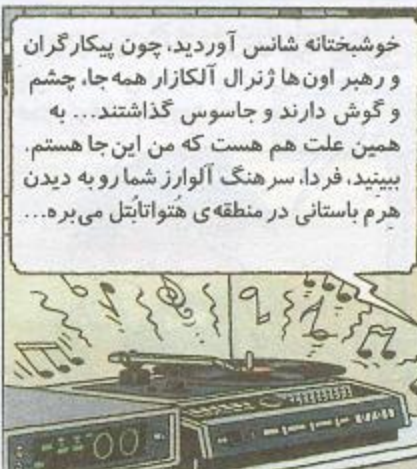 خوشبختانه شانس آوردید، چون پیکارگران
و رهبر اون‌ها ژنرال آلکازار همه جا، چشم
و گوش دارند و جاسوس گذاشتند... به
همین علت هم هست که من این جا هستم.
ببینید، فردا، سرهنگ آلوارز شما رو به دیدن
هِرم باستانی در منطقه‌ی هُتواتابُتل می‌بره...